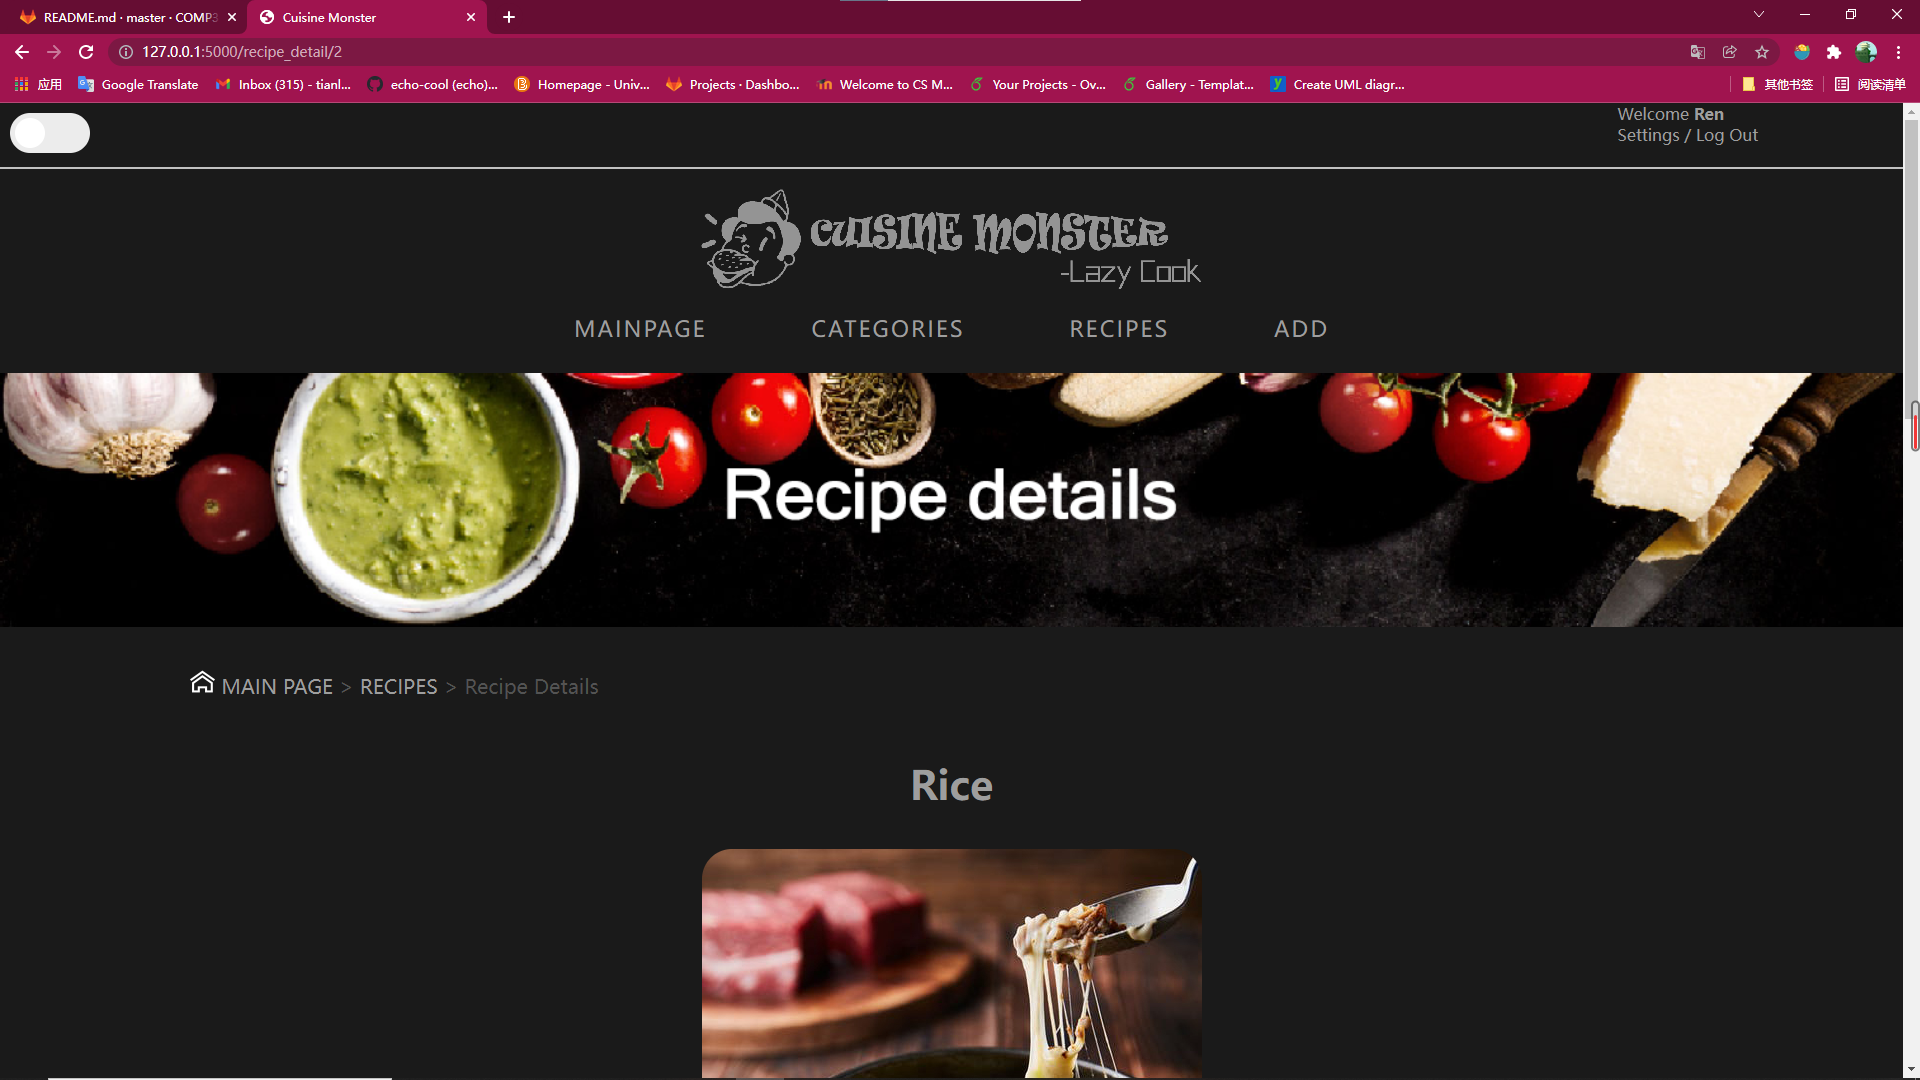 README.md · master · COMP3
Cuisine Monster
127.0.0.1:5000/recipe_detail/2
应用
Google Translate
Inbox (315) - tianl...
echo-cool (echo)...
Homepage - Univ...
Projects · Dashbo...
Welcome to CS M...
Your Projects - Ov...
Gallery - Templat...
Create UML diagr...
其他书签
阅读清单
Welcome Ren
Settings / Log Out
CUISINE MONSTER
-Lazy Cook
MAINPAGE
CATEGORIES
RECIPES
ADD
Recipe details
MAIN PAGE > RECIPES > Recipe Details
Rice